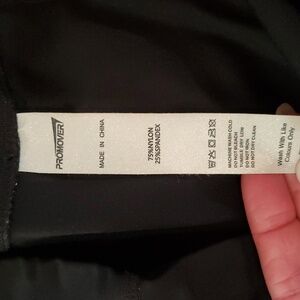 PROMOVER
MADE IN CHINA
75%NYLON
25%SPANDEX
MACHINE WASH COLD
DO NOT BLEACH
TUMBLE DRY LOW
DO NOT IRON
DO NOT DRY CLEAN
Wash With Like
Colours Only